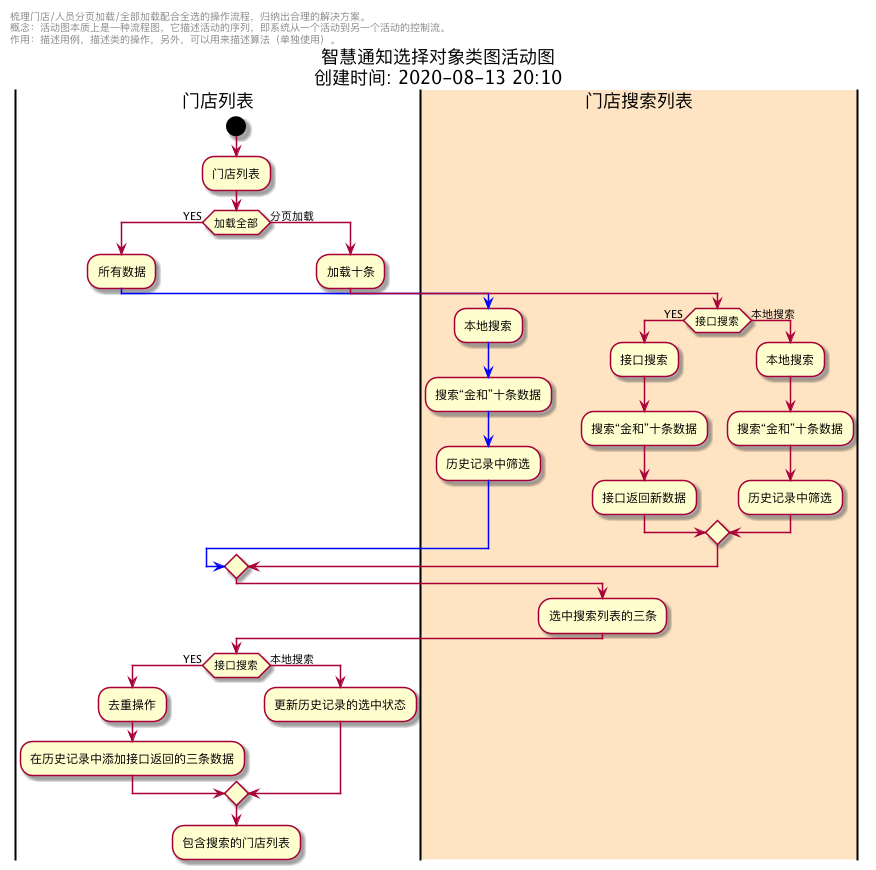 梳理门店/人员分页加载/全部加载配合全选的操作流程，归纳出合理的解决方案。
概念：活动图本质上是一种流程图，它描述活动的序列，即系统从一个活动到另一个活动的控制流。
作用：描述用例，描述类的操作，另外，可以用来描述算法（单独使用）。
智慧通知选择对象类图活动图
创建时间: 2020-08-13 20:10
门店列表
门店搜索列表
门店列表
YES
加载全部
分页加载
所有数据
加载十条
本地搜索
YES
接口搜索
本地搜索
接口搜索
本地搜索
搜索“金和”十条数据
搜索“金和”十条数据
搜索“金和”十条数据
历史记录中筛选
接口返回新数据
历史记录中筛选
选中搜索列表的三条
YES
接口搜索
本地搜索
去重操作
更新历史记录的选中状态
在历史记录中添加接口返回的三条数据
包含搜索的门店列表